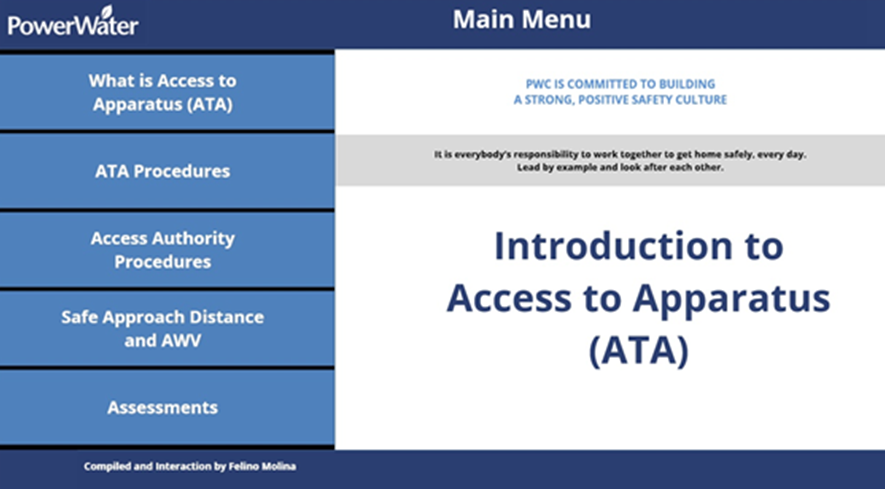 PowerWater
Main Menu
What is Access to
Apparatus (ATA)
ATA Procedures
Access Authority
Procedures
Safe Approach Distance
and AWV
Assessments
PWC IS COMMITTED TO BUILDING
A STRONG, POSITIVE SAFETY CULTURE
It is everybody's responsibility to work together to get home safely, every day.
Lead by example and look after each other.
Introduction to
Access to Apparatus
(ATA)
Compiled and Interaction by Felino Molina